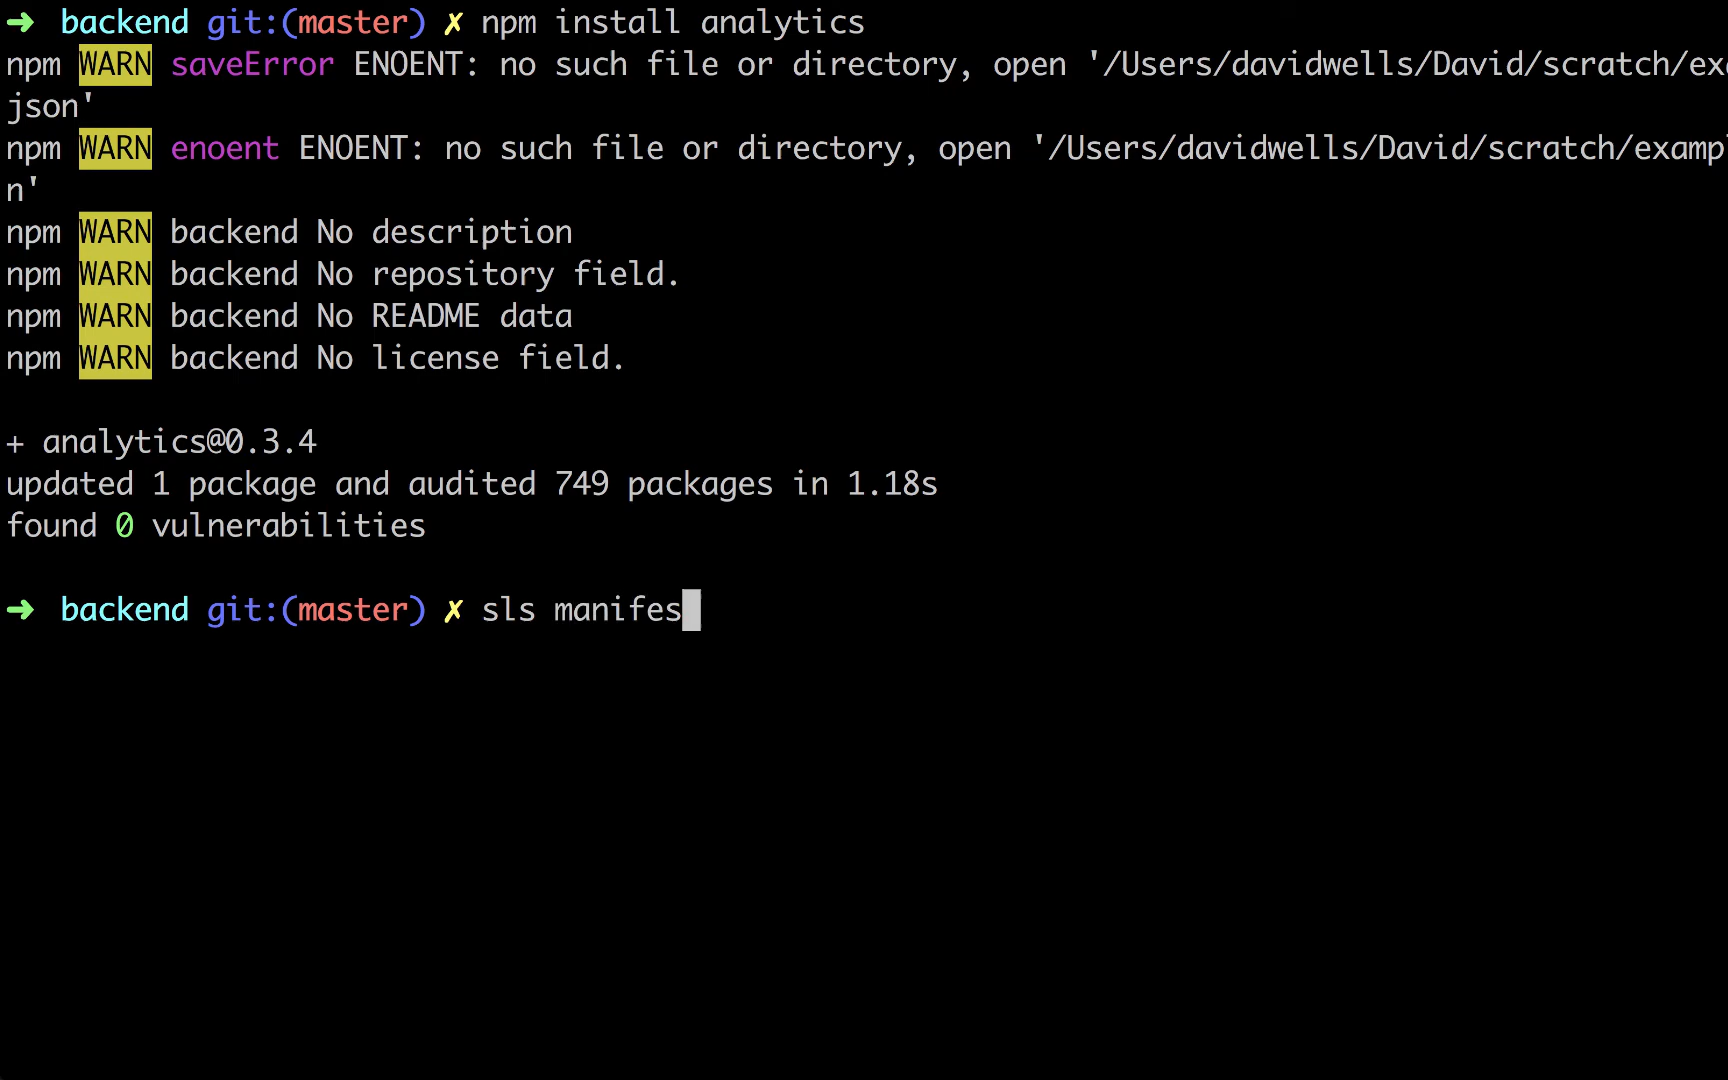 ➜ backend git:(master) ✗ npm install analytics
npm WARN saveError ENOENT: no such file or directory, open '/Users/davidwells/David/scratch/ex
json'
npm WARN enoent ENOENT: no such file or directory, open '/Users/davidwells/David/scratch/examp
n'
npm WARN backend No description
npm WARN backend No repository field.
npm WARN backend No README data
npm WARN backend No license field.
+ analytics@0.3.4
updated 1 package and audited 749 packages in 1.18s
found 0 vulnerabilities
➜ backend git:(master) ✗ sls manifes